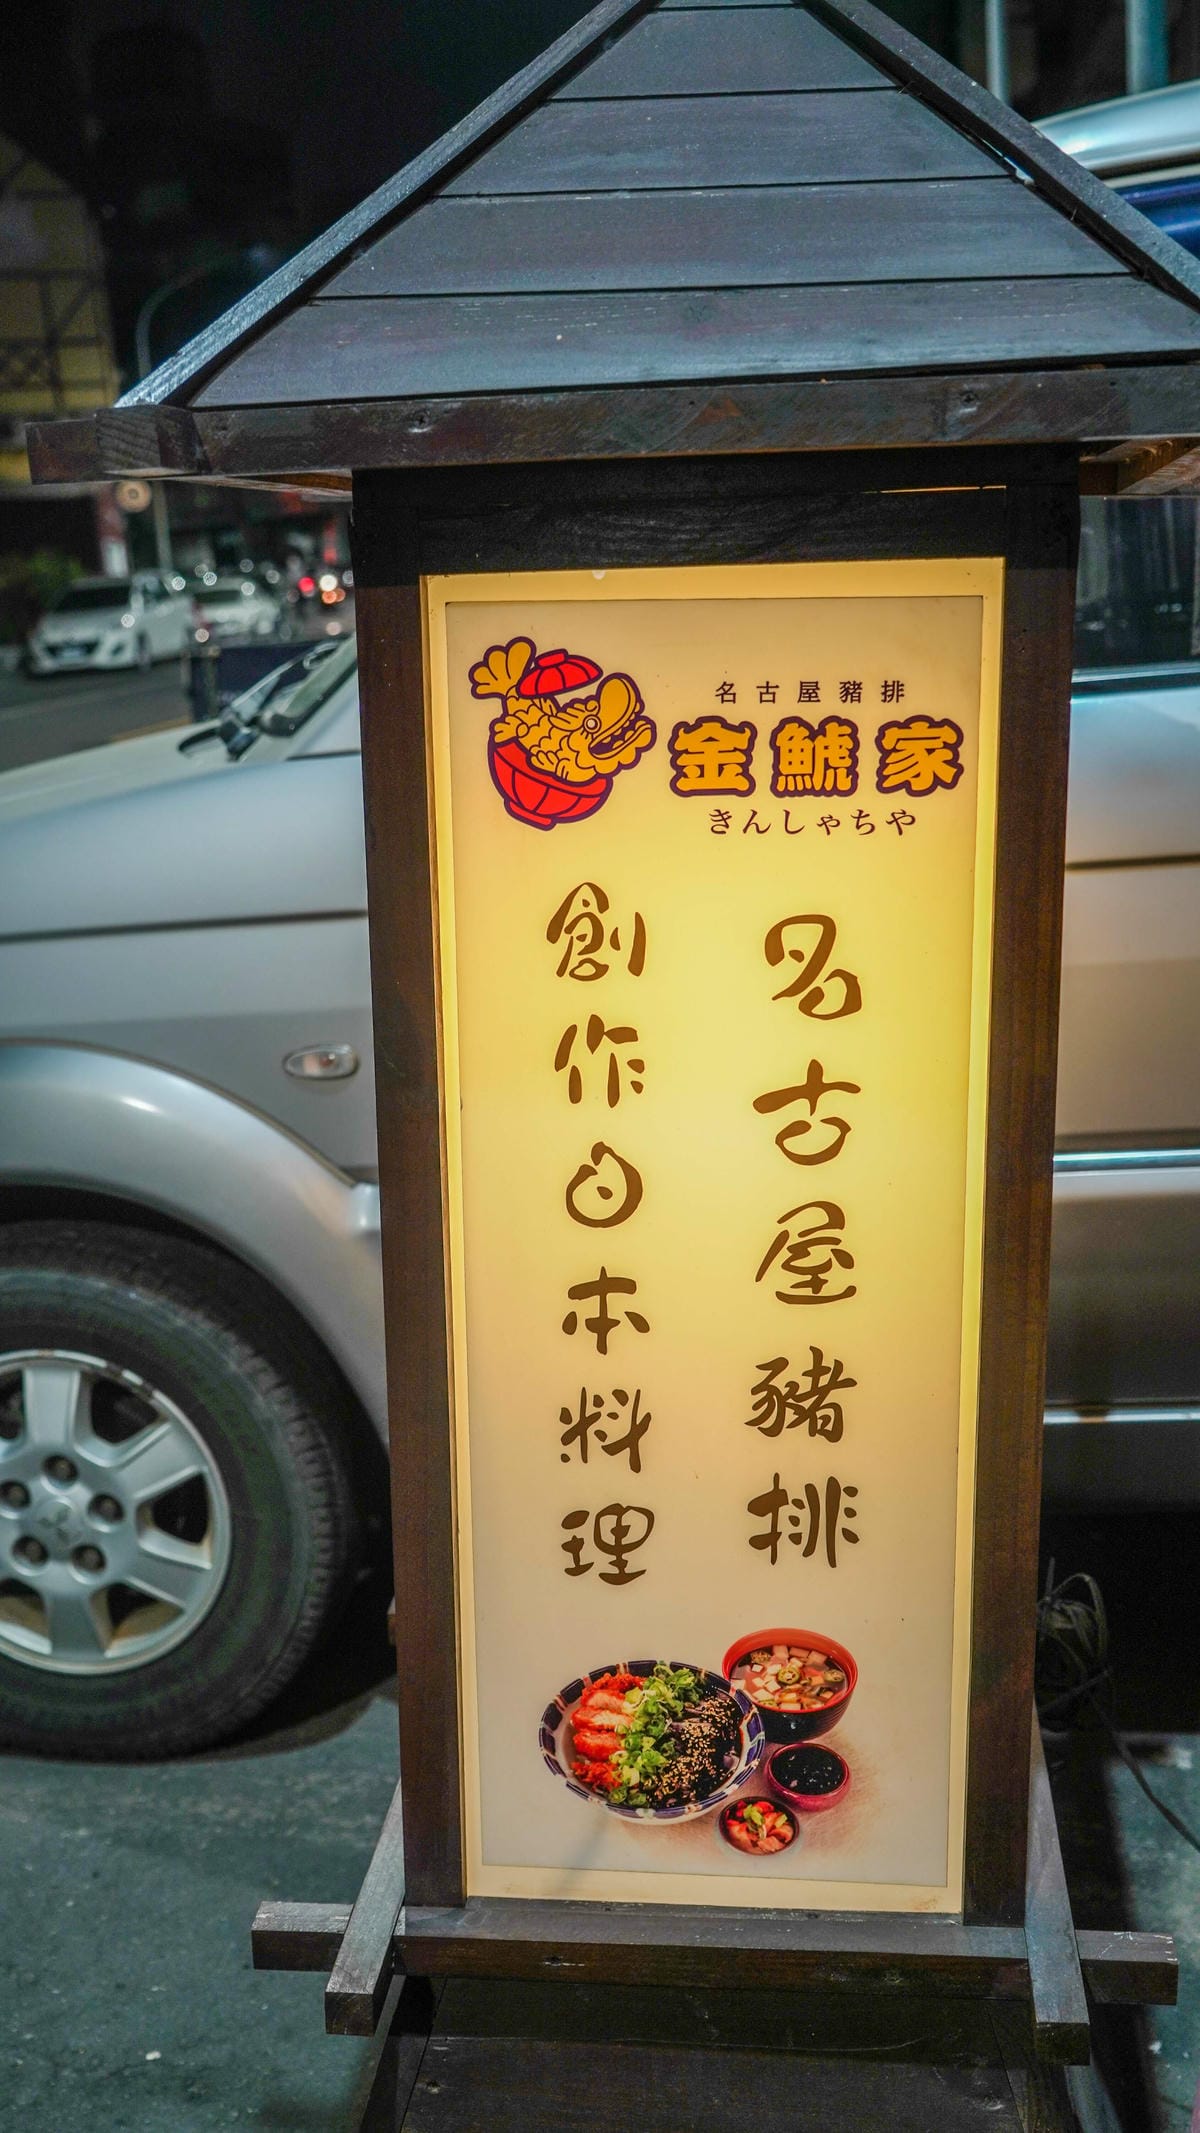 名古屋豬排
金鯱家
きんしゃちや
名古屋豬排
創作日本料理